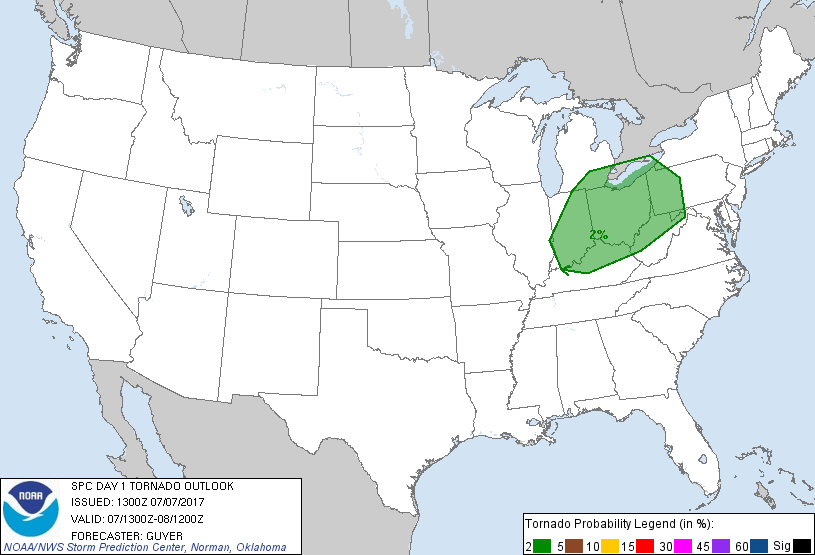 2%
NOAA
SPC DAY 1 TORNADO OUTLOOK
ISSUED: 1300Z 07/07/2017
VALID: 07/1300Z-08/1200Z
FORECASTER: GUYER
NOAA/NWS Storm Prediction Center, Norman, Oklahoma
Tornado Probability Legend (in %):
2 5 10 15 30 45 60 Sig